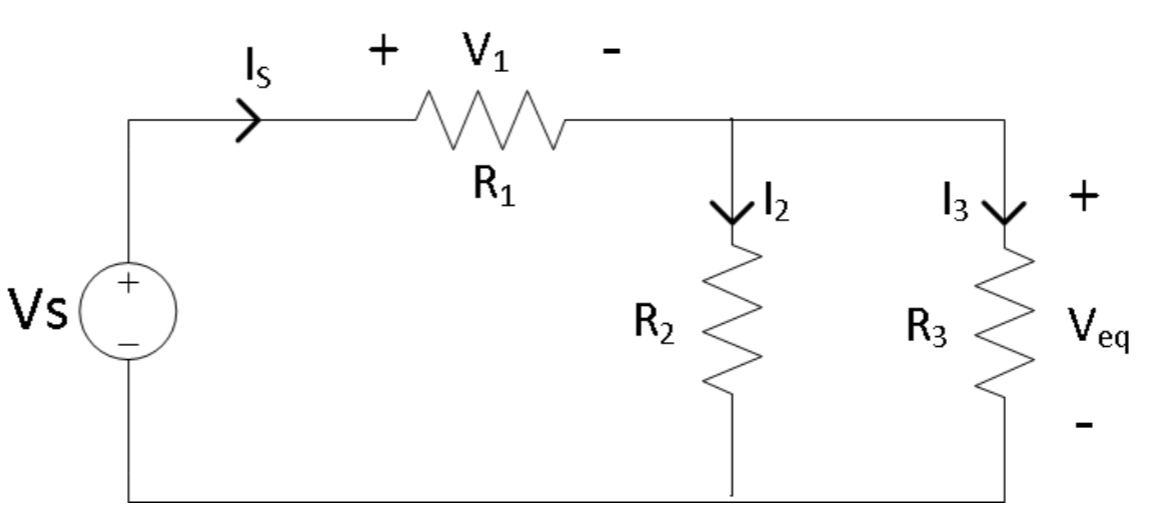 + V₁ -
Iₛ
R₁
I₂
I₃
+
+
Vs
−
R₂
R₃
Vₑq
-